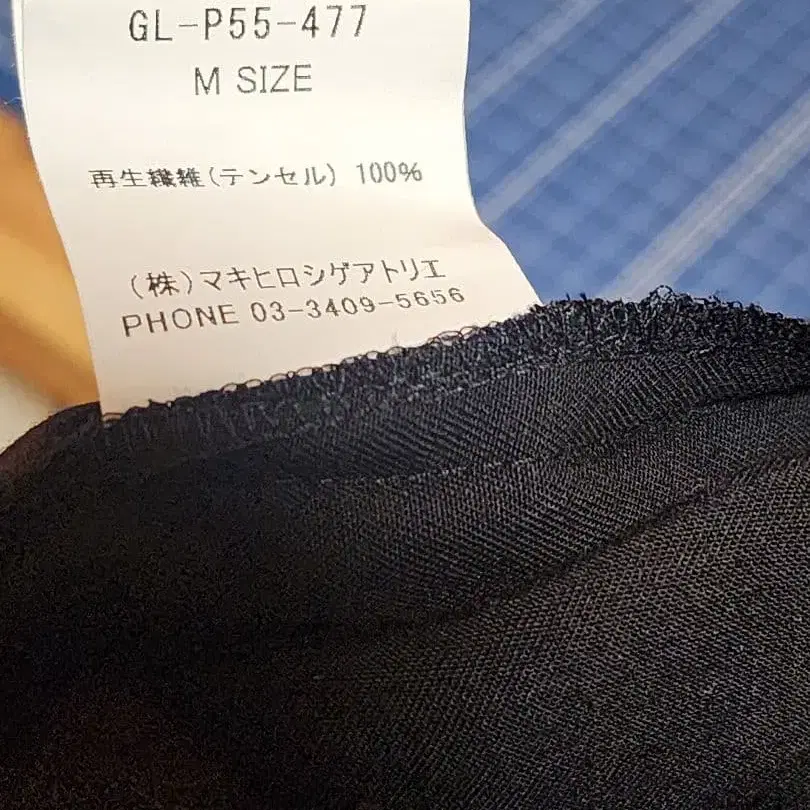 GL-P55-477
M SIZE
再生繊維(テンセル) 100%
(株)マキヒロシゲアトリエ
PHONE 03-3409-5656